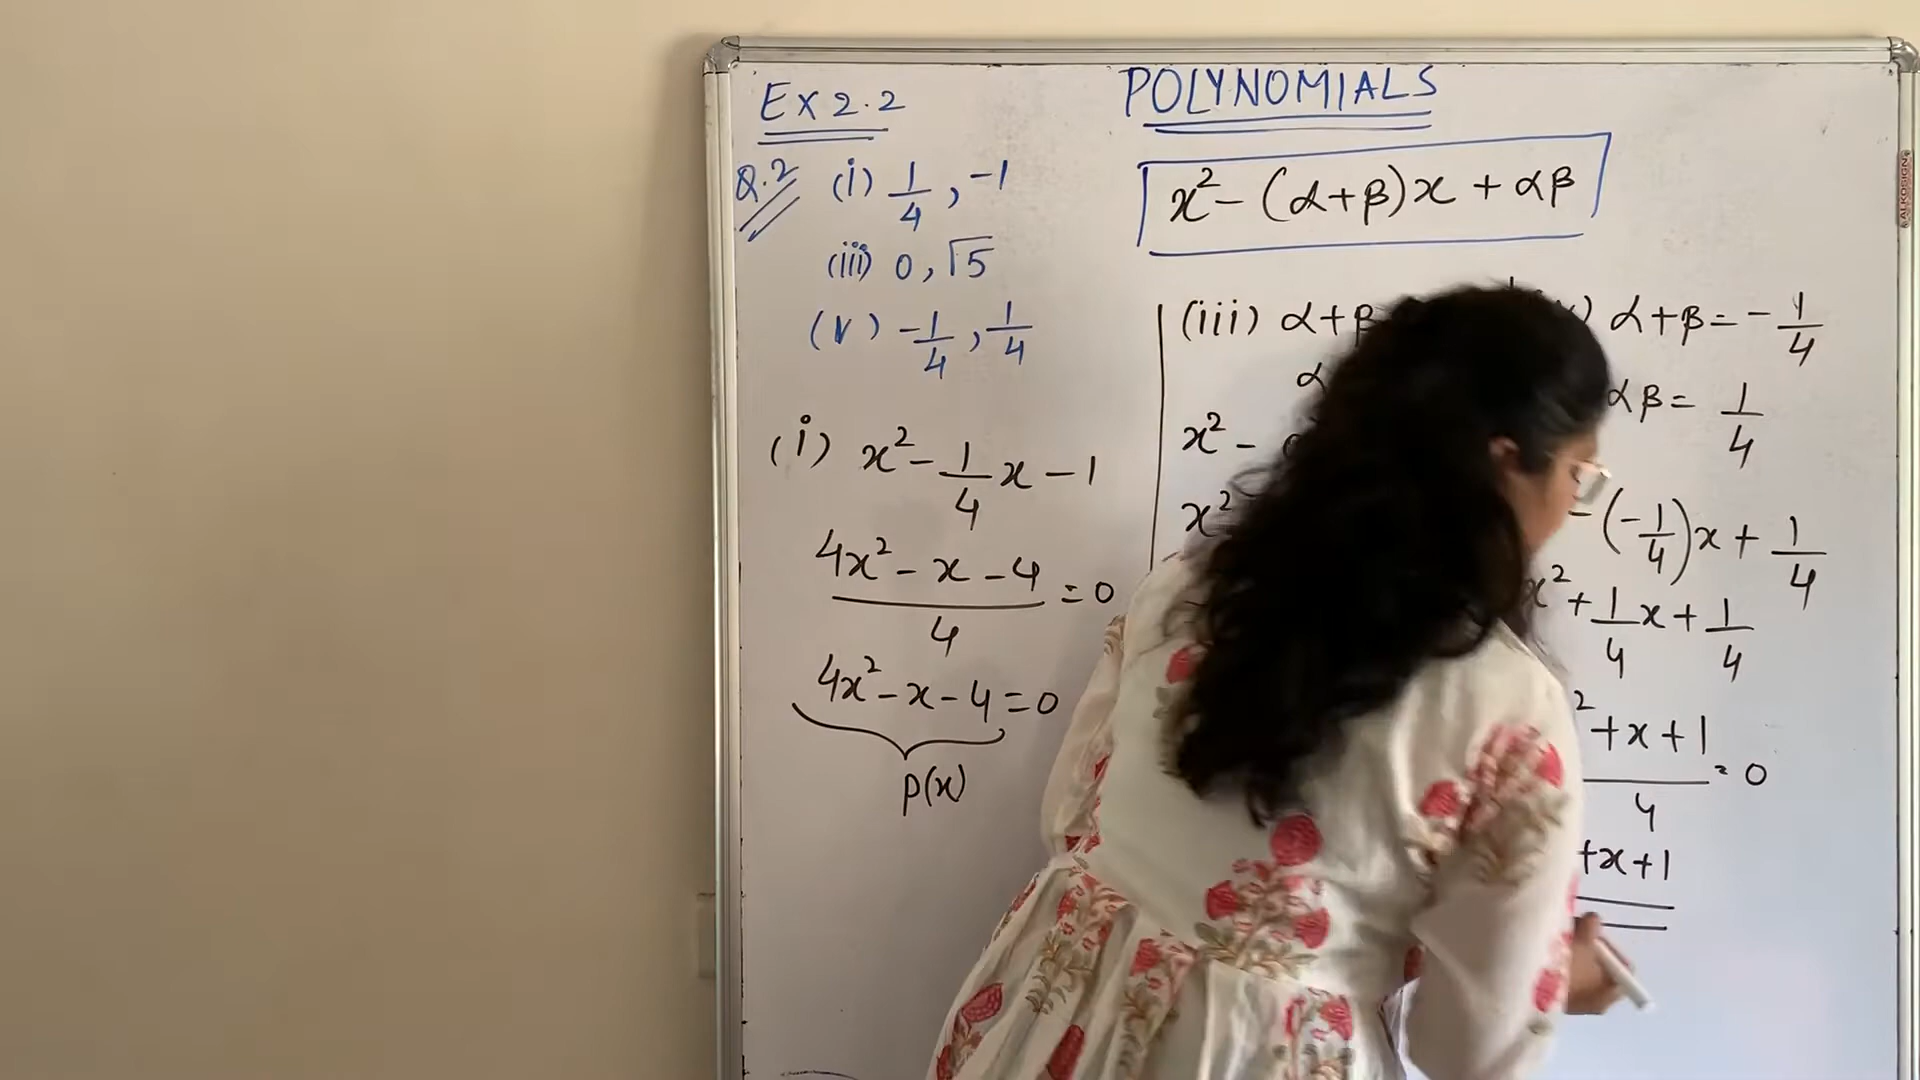 Ex 2.2
POLYNOMIALS
Q.2 (i) 1/4, -1
(iii) 0, √5
(v) -1/4, 1/4
x² - (α+β)x + αβ
(i) x² - 1/4 x - 1
4x² - x - 4 / 4 = 0
4x² - x - 4 = 0
p(x)
(iii) α+β
α
x² -
x²
) α+β = - 1/4
αβ = 1/4
- (-1/4)x + 1/4
x² + 1/4 x + 1/4
² + x + 1 / 4 = 0
+x+1
ALKOSIGN